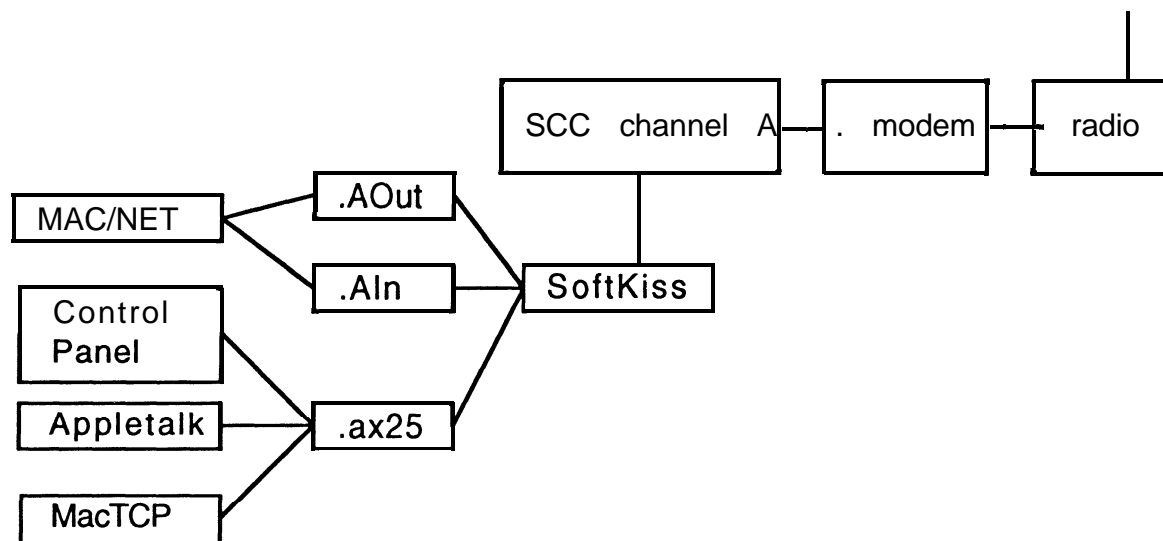 SCC channel A
. modem
radio
.AOut
MAC/NET
.AIn
SoftKiss
Control
Panel
Appletalk
.ax25
MacTCP